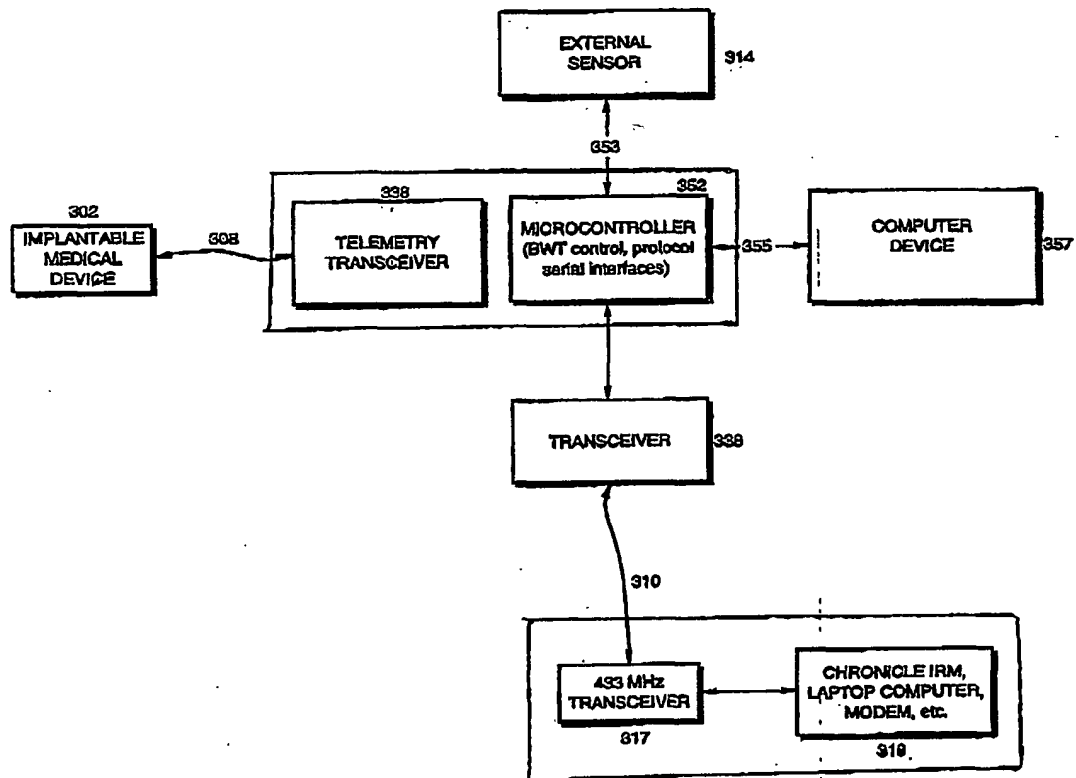 EXTERNAL
SENSOR
314
353
338
352
302
IMPLANTABLE
MEDICAL
DEVICE
308
TELEMETRY
TRANSCEIVER
MICROCONTROLLER
(BWT control, protocol
serial interfaces)
355
COMPUTER
DEVICE
357
TRANSCEIVER
338
310
433 MHz
TRANSCEIVER
317
CHRONICLE IRM,
LAPTOP COMPUTER,
MODEM, etc.
319